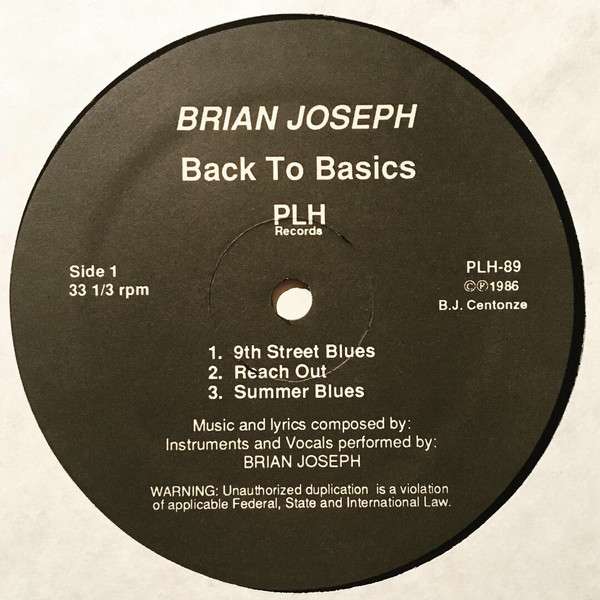 BRIAN JOSEPH
Back To Basics
PLH
Records
Side 1
33 1/3 rpm
PLH-89
©℗1986
B.J. Centonze
1. 9th Street Blues
2. Reach Out
3. Summer Blues
Music and lyrics composed by:
Instruments and Vocals performed by:
BRIAN JOSEPH
WARNING: Unauthorized duplication is a violation
of applicable Federal, State and International Law.